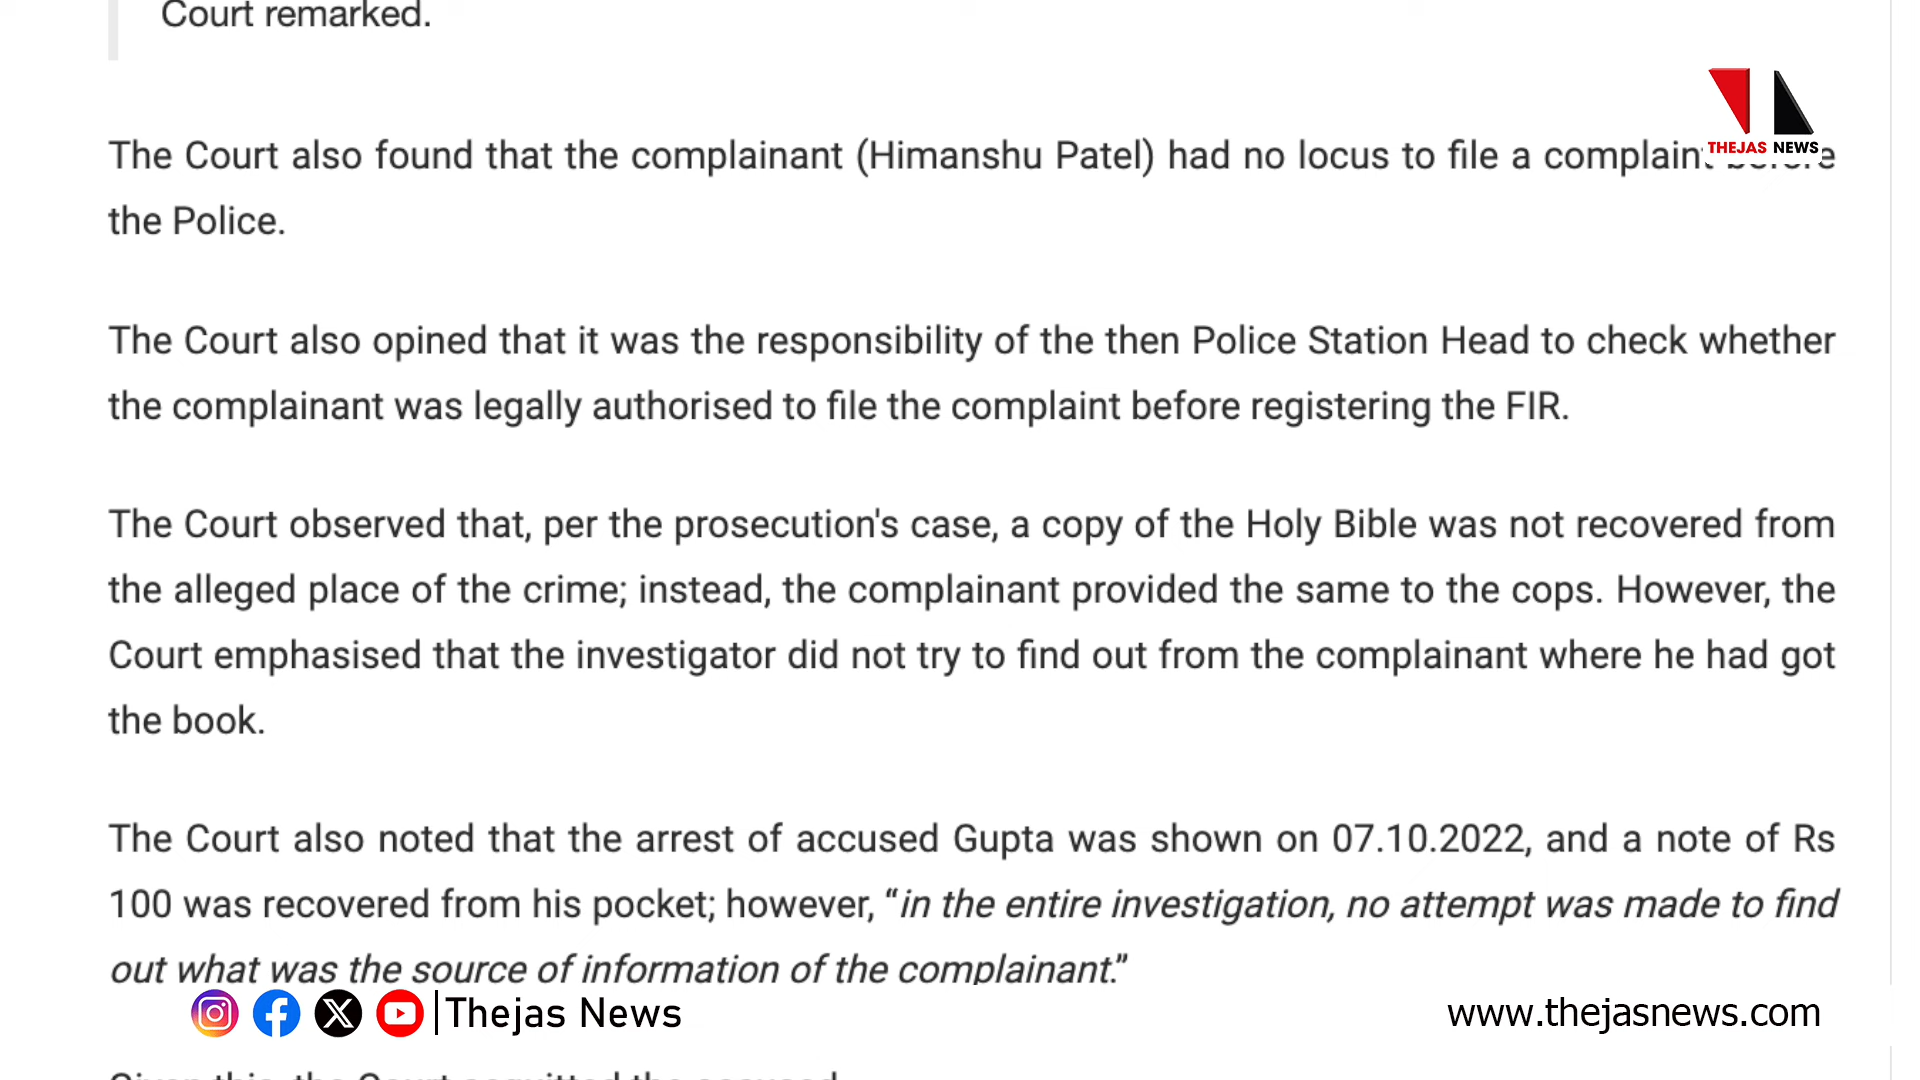 Court remarked.
THEJAS NEWS
The Court also found that the complainant (Himanshu Patel) had no locus to file a complaint before
the Police.
The Court also opined that it was the responsibility of the then Police Station Head to check whether
the complainant was legally authorised to file the complaint before registering the FIR.
The Court observed that, per the prosecution's case, a copy of the Holy Bible was not recovered from
the alleged place of the crime; instead, the complainant provided the same to the cops. However, the
Court emphasised that the investigator did not try to find out from the complainant where he had got
the book.
The Court also noted that the arrest of accused Gupta was shown on 07.10.2022, and a note of Rs
100 was recovered from his pocket; however, “in the entire investigation, no attempt was made to find
out what was the source of information of the complainant.”
Thejas News
www.thejasnews.com
Given this, the Court acquitted the accused